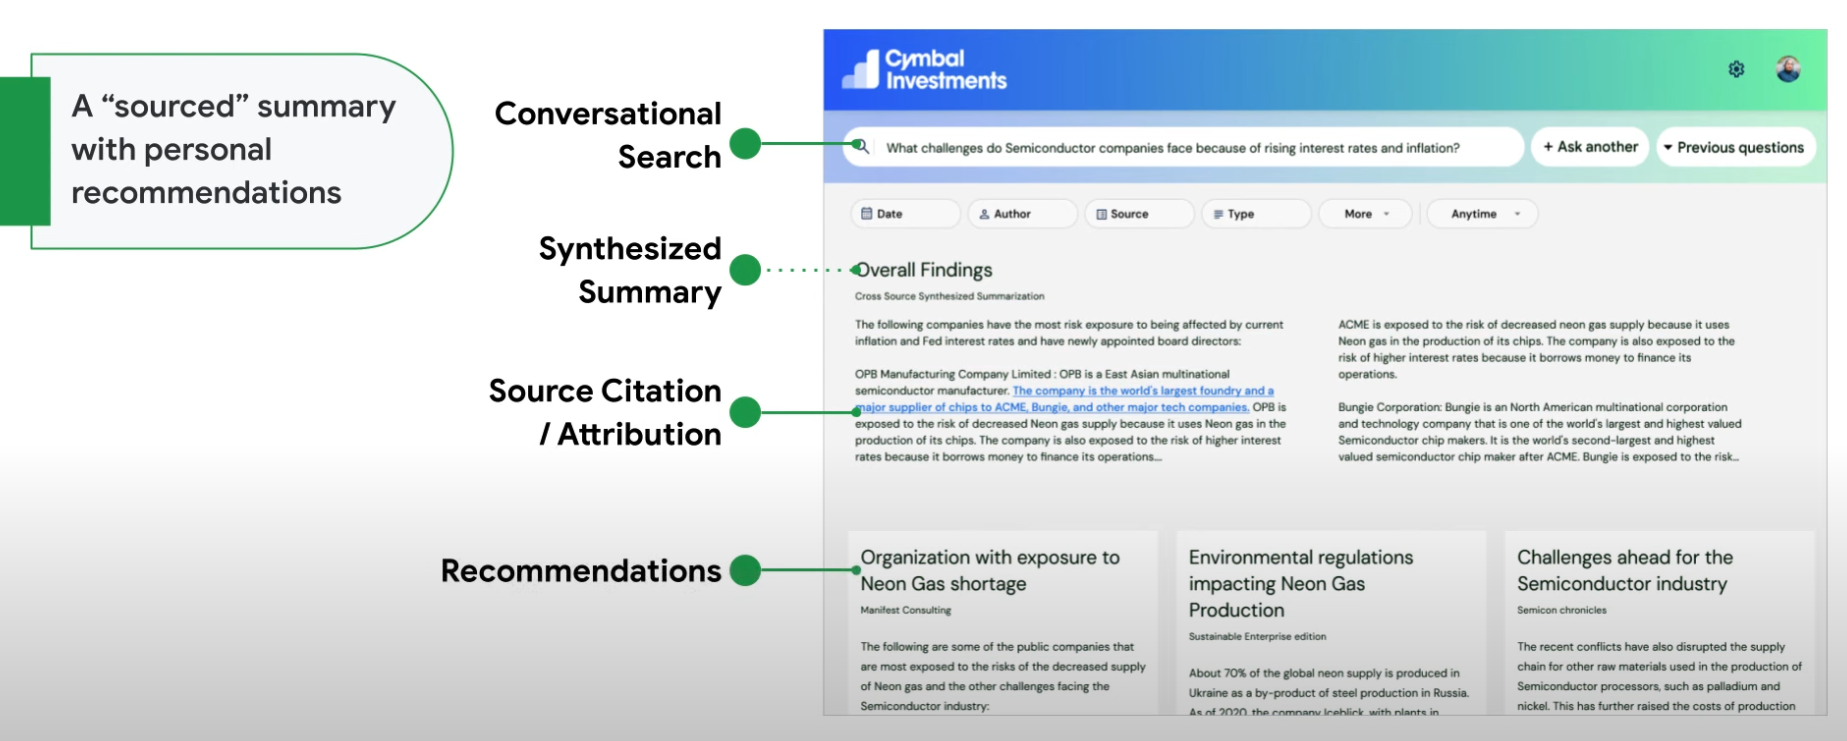 A “sourced” summary
with personal
recommendations
Conversational
Search
Synthesized
Summary
Source Citation
/ Attribution
Recommendations
Cymbal
Investments
What challenges do Semiconductor companies face because of rising interest rates and inflation?
+ Ask another
Previous questions
Date
Author
Source
Type
More
Anytime
Overall Findings
Cross Source Synthesized Summarization
The following companies have the most risk exposure to being affected by current
inflation and Fed interest rates and have newly appointed board directors:
OPB Manufacturing Company Limited : OPB is a East Asian multinational
semiconductor manufacturer. The company is the world's largest foundry and a
major supplier of chips to ACME, Bungie, and other major tech companies. OPB is
exposed to the risk of decreased Neon gas supply because it uses Neon gas in the
production of its chips. The company is also exposed to the risk of higher interest
rates because it borrows money to finance its operations...
ACME is exposed to the risk of decreased neon gas supply because it uses
Neon gas in the production of its chips. The company is also exposed to the
risk of higher interest rates because it borrows money to finance its
operations.
Bungie Corporation: Bungie is an North American multinational corporation
and technology company that is one of the world's largest and highest valued
Semiconductor chip makers. It is the world's second-largest and highest
valued semiconductor chip maker after ACME. Bungie is exposed to the risk...
Organization with exposure to
Neon Gas shortage
Manifest Consulting
The following are some of the public companies that
are most exposed to the risks of the decreased supply
of Neon gas and the other challenges facing the
Semiconductor industry:
Environmental regulations
impacting Neon Gas
Production
Sustainable Enterprise edition
About 70% of the global neon supply is produced in
Ukraine as a by-product of steel production in Russia.
As of 2020, the company Iceblick, with plants in
Challenges ahead for the
Semiconductor industry
Semicon chronicles
The recent conflicts have also disrupted the supply
chain for other raw materials used in the production of
Semiconductor processors, such as palladium and
nickel. This has further raised the costs of production